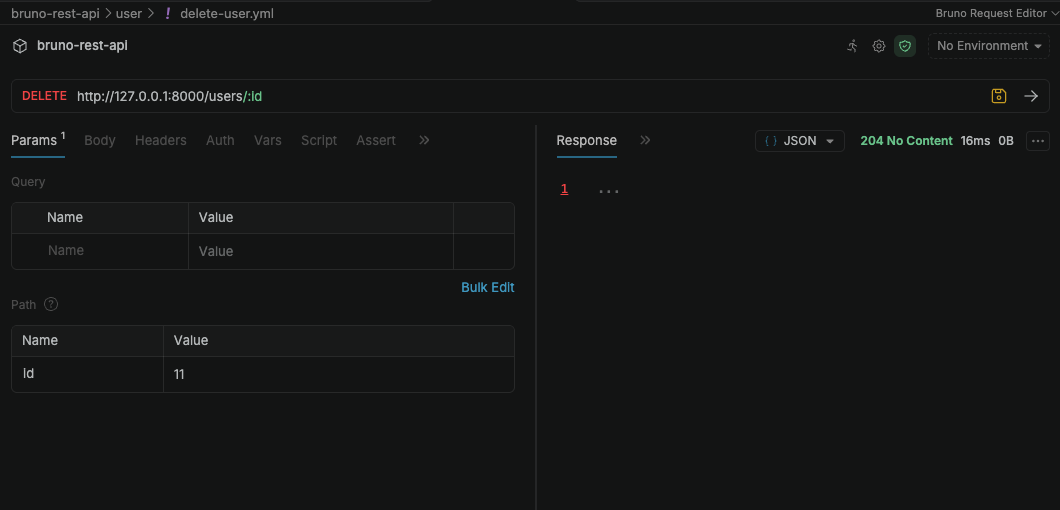 bruno-rest-api > user > ! delete-user.yml
Bruno Request Editor
bruno-rest-api
No Environment
DELETE http://127.0.0.1:8000/users/:id
Params 1 Body Headers Auth Vars Script Assert
Query
Name Value
Name Value
Bulk Edit
Path ?
Name Value
id 11
Response
{ } JSON
204 No Content 16ms 0B
1 ...